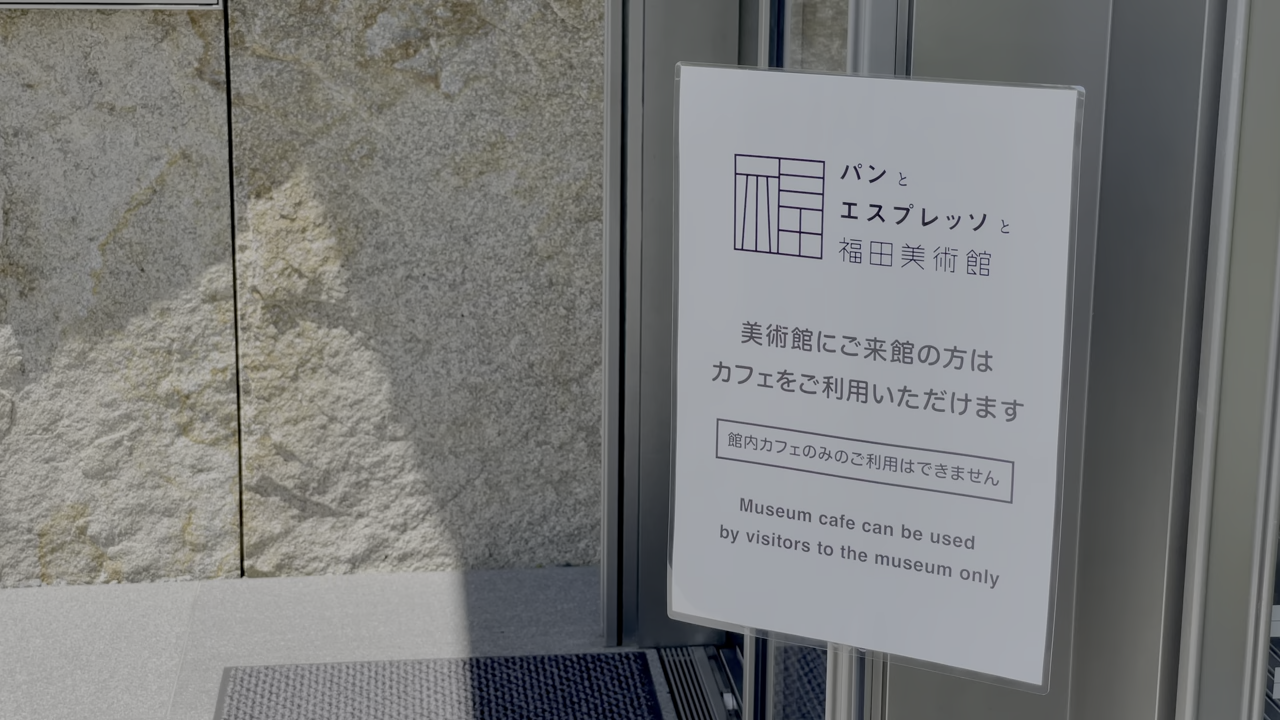 福
パンと
エスプレッソと
福田美術館
美術館にご来館の方は
カフェをご利用いただけます
館内カフェのみのご利用はできません
Museum cafe can be used
by visitors to the museum only